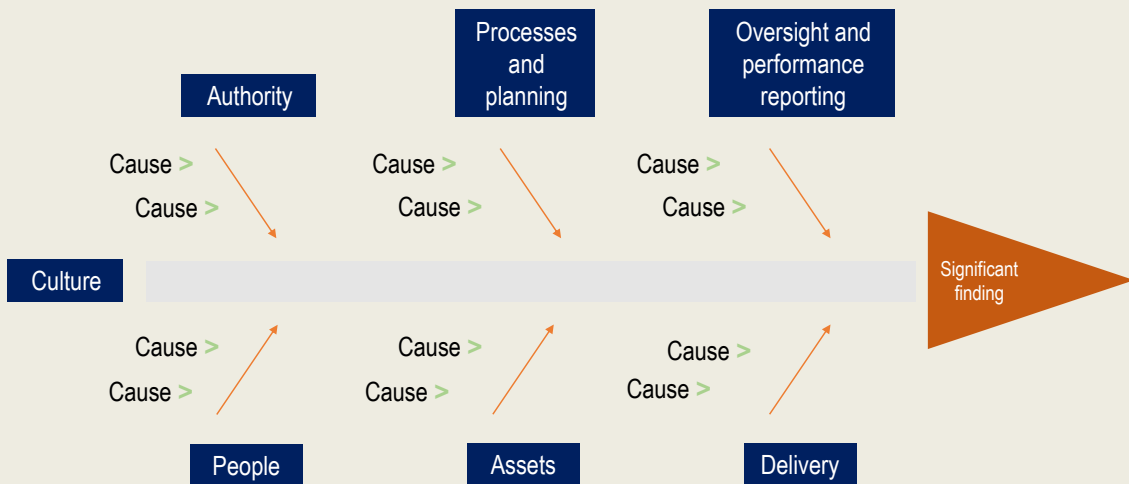 Processes
and
planning
Oversight and
performance
reporting
Authority
Cause >
Cause >
Cause >
Cause >
Cause >
Cause >
Culture
Significant
finding
Cause >
Cause >
Cause >
Cause >
Cause >
Cause >
People
Assets
Delivery